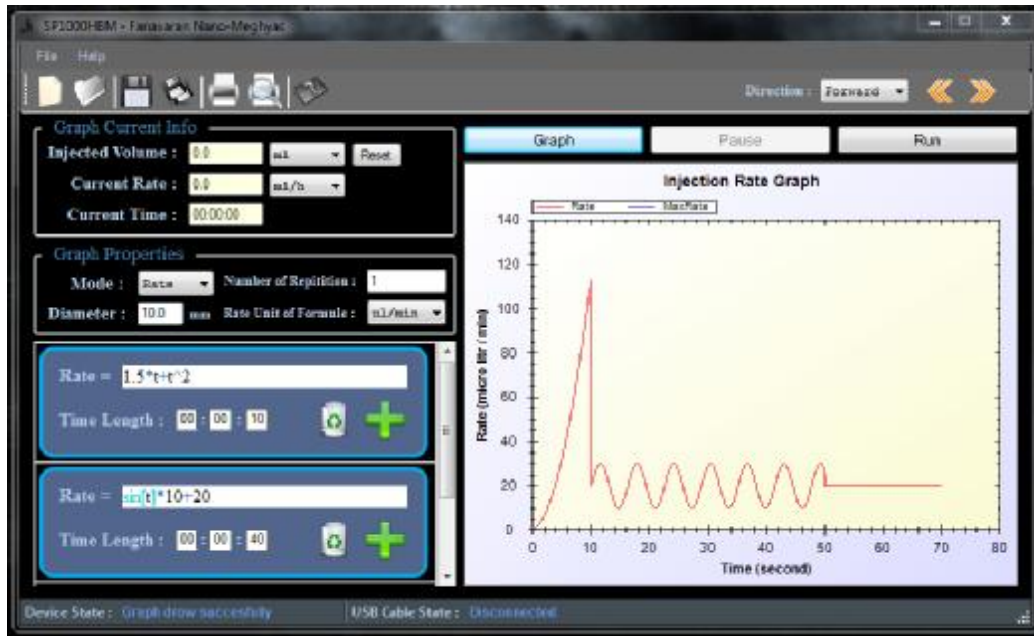 SP1000HBM - Fanasaran Nano-Meghyas
File Help
Direction : Forward
Graph Current Info
Injected Volume : 0.0 ml Reset
Current Rate : 0.0 ml/h
Current Time : 00:00:00
Graph Properties
Mode : Rate Number of Repitition : 1
Diameter : 10.0 mm Rate Unit of Formule : ul/min
Rate = 1.5*t+t^2
Time Length : 00 : 00 : 10
Rate = sin[t]*10+20
Time Length : 00 : 00 : 40
Graph Pause Run
Injection Rate Graph
Rate MaxRate
Rate (micro litr / min)
140
120
100
80
60
40
20
0
0 10 20 30 40 50 60 70 80
Time (second)
Device State : Graph drow succesfully USB Cable State : Disconnected